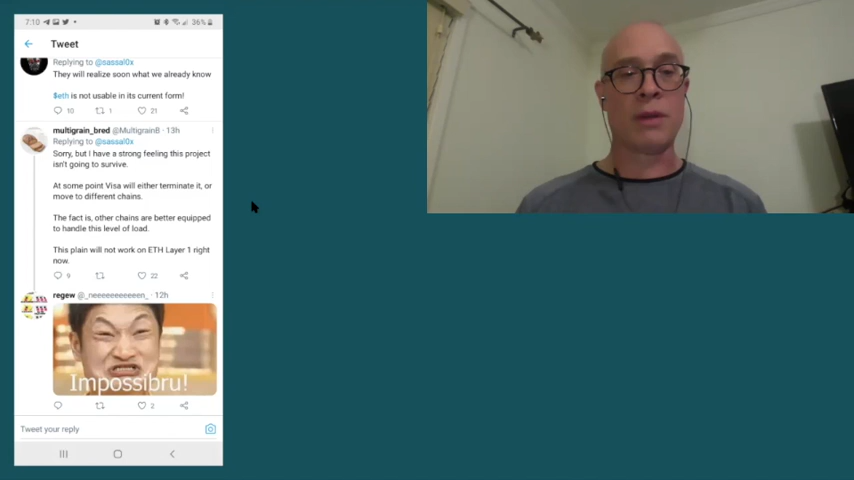 7:10
36%
Tweet
Replying to @sassal0x
They will realize soon what we already know
$eth is not usable in its current form!
10 1 21
multigrain_bred @MultigrainB · 13h
Replying to @sassal0x
Sorry, but I have a strong feeling this project
isn't going to survive.
At some point Visa will either terminate it, or
move to different chains.
The fact is, other chains are better equipped
to handle this level of load.
This plain will not work on ETH Layer 1 right
now.
9 22
regew @_neeeeeeeeeen_ · 12h
Impossibru!
2
Tweet your reply